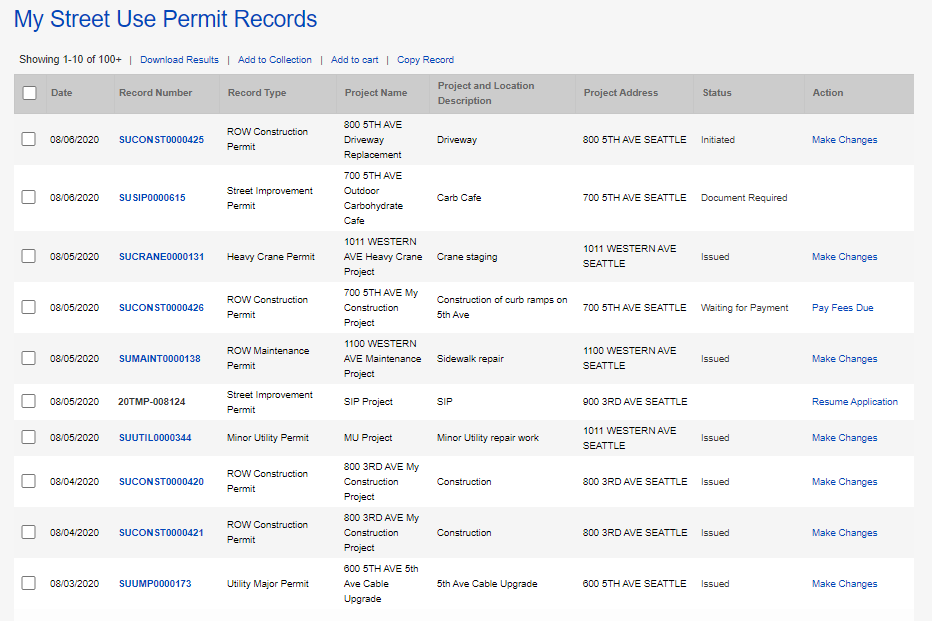 My Street Use Permit Records
Showing 1-10 of 100+ | Download Results | Add to Collection | Add to cart | Copy Record
Date Record Number Record Type Project Name Project and Location Description Project Address Status Action
08/06/2020 SUCONST0000425 ROW Construction Permit 800 5TH AVE Driveway Replacement Driveway 800 5TH AVE SEATTLE Initiated Make Changes
08/06/2020 SUSIP0000615 Street Improvement Permit 700 5TH AVE Outdoor Carbohydrate Cafe Carb Cafe 700 5TH AVE SEATTLE Document Required
08/05/2020 SUCRANE0000131 Heavy Crane Permit 1011 WESTERN AVE Heavy Crane Project Crane staging 1011 WESTERN AVE SEATTLE Issued Make Changes
08/05/2020 SUCONST0000426 ROW Construction Permit 700 5TH AVE My Construction Project Construction of curb ramps on 5th Ave 700 5TH AVE SEATTLE Waiting for Payment Pay Fees Due
08/05/2020 SUMAINT0000138 ROW Maintenance Permit 1100 WESTERN AVE Maintenance Project Sidewalk repair 1100 WESTERN AVE SEATTLE Issued Make Changes
08/05/2020 20TMP-008124 Street Improvement Permit SIP Project SIP 900 3RD AVE SEATTLE Resume Application
08/05/2020 SUUTIL0000344 Minor Utility Permit MU Project Minor Utility repair work 1011 WESTERN AVE SEATTLE Issued Make Changes
08/04/2020 SUCONST0000420 ROW Construction Permit 800 3RD AVE My Construction Project Construction 800 3RD AVE SEATTLE Issued Make Changes
08/04/2020 SUCONST0000421 ROW Construction Permit 800 3RD AVE My Construction Project Construction 800 3RD AVE SEATTLE Issued Make Changes
08/03/2020 SUUMP0000173 Utility Major Permit 600 5TH AVE 5th Ave Cable Upgrade 5th Ave Cable Upgrade 600 5TH AVE SEATTLE Issued Make Changes